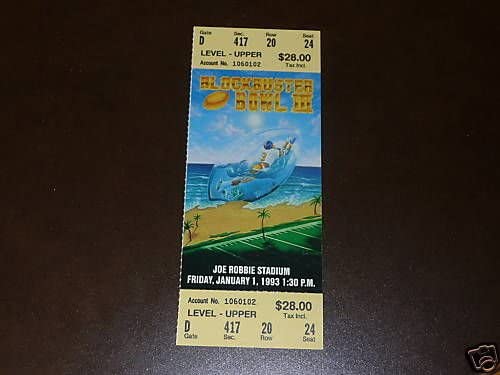 Gate Sec. Row Seat
D 417 20 24
LEVEL - UPPER $28.00
Account No. 1060102 Tax Incl.
BLOCKBUSTER
BOWL III
JOE ROBBIE STADIUM
FRIDAY, JANUARY 1, 1993 1:30 P.M.
Account No. 1060102 $28.00
LEVEL - UPPER Tax Incl.
D 417 20 24
Gate Sec. Row Seat